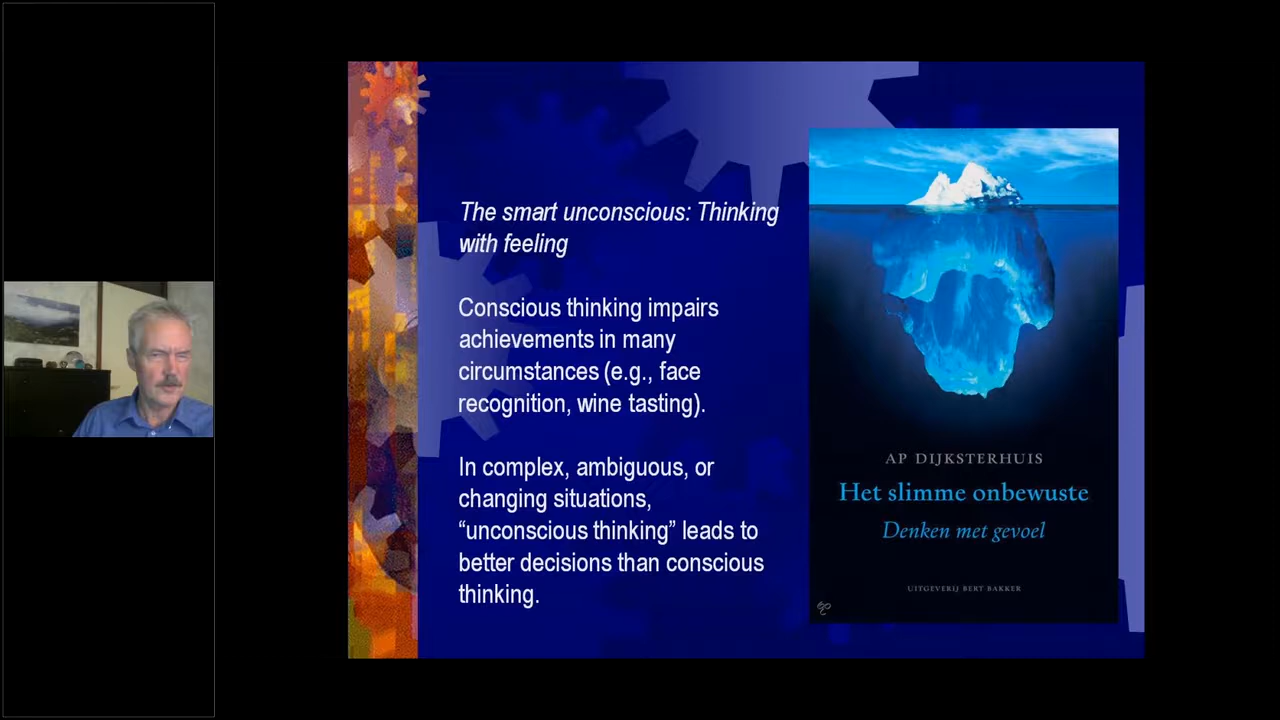 The smart unconscious: Thinking
with feeling
Conscious thinking impairs
achievements in many
circumstances (e.g., face
recognition, wine tasting).
In complex, ambiguous, or
changing situations,
“unconscious thinking” leads to
better decisions than conscious
thinking.
AP DIJKSTERHUIS
Het slimme onbewuste
Denken met gevoel
UITGEVERIJ BERT BAKKER